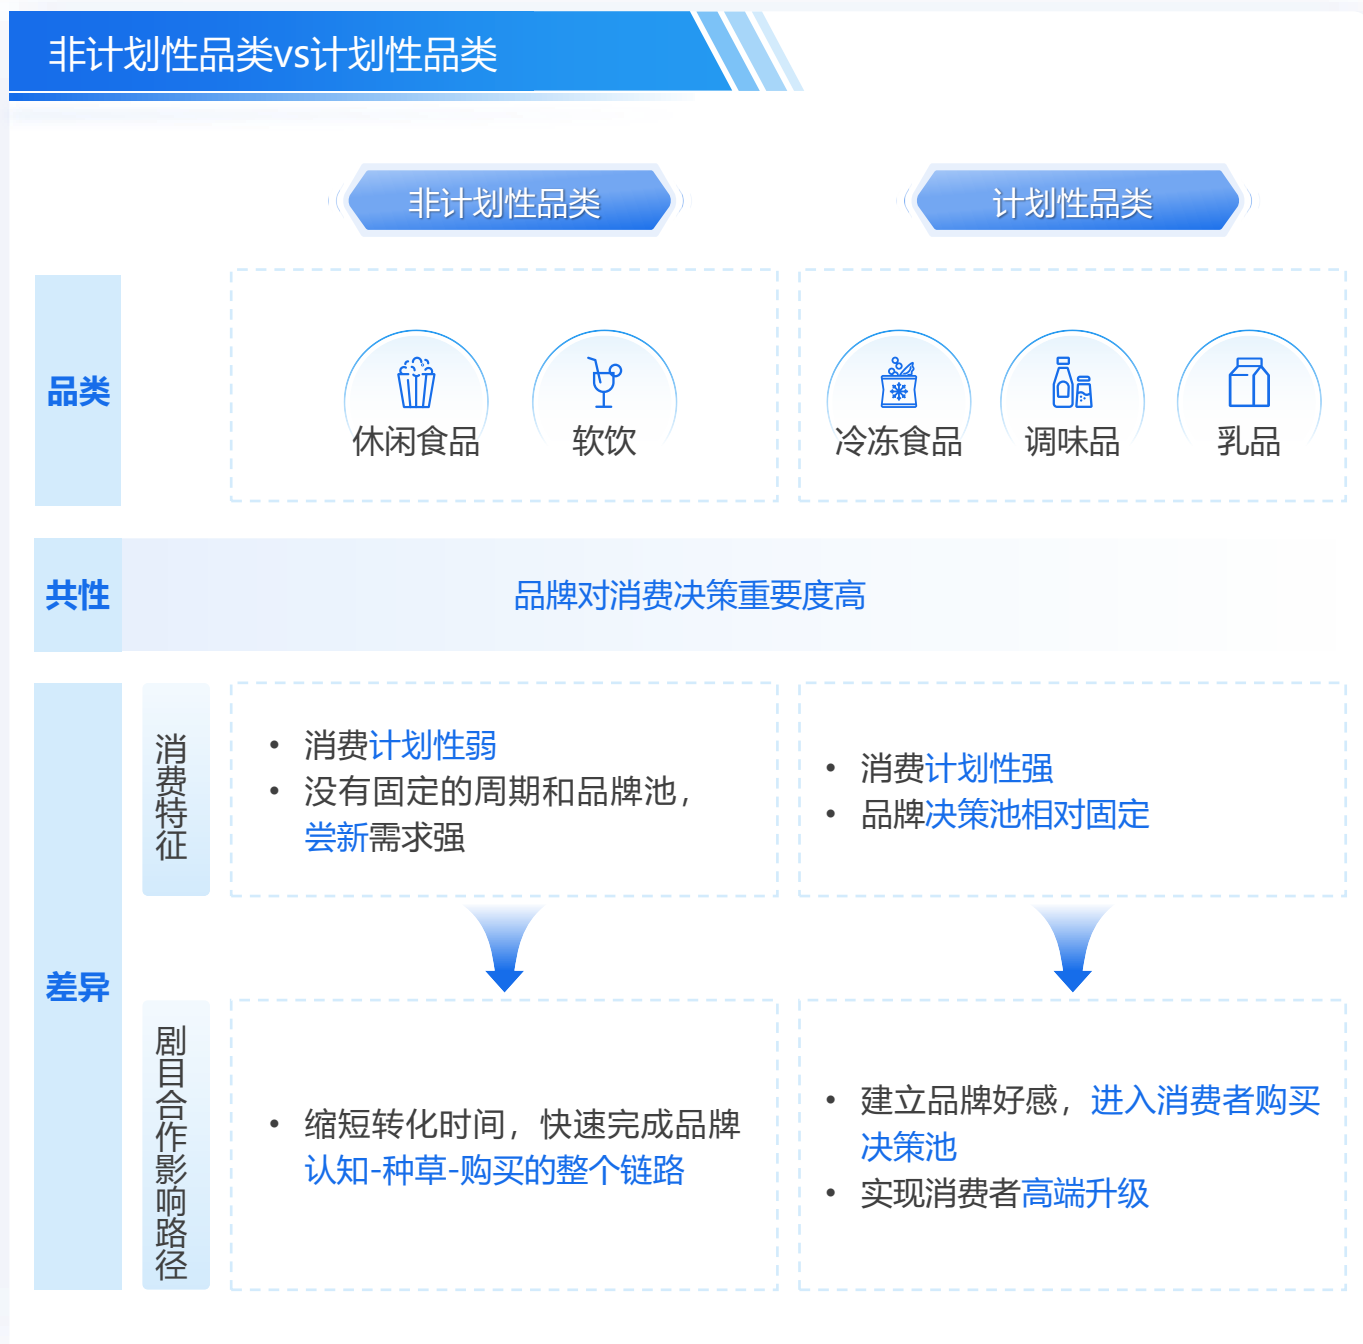 非计划性品类vs计划性品类
非计划性品类
计划性品类
品类
休闲食品
软饮
冷冻食品
调味品
乳品
共性
品牌对消费决策重要度高
差异
消费特征
• 消费计划性弱
• 没有固定的周期和品牌池，
尝新需求强
• 消费计划性强
• 品牌决策池相对固定
剧目合作影响路径
• 缩短转化时间，快速完成品牌
认知-种草-购买的整个链路
• 建立品牌好感，进入消费者购买
决策池
• 实现消费者高端升级